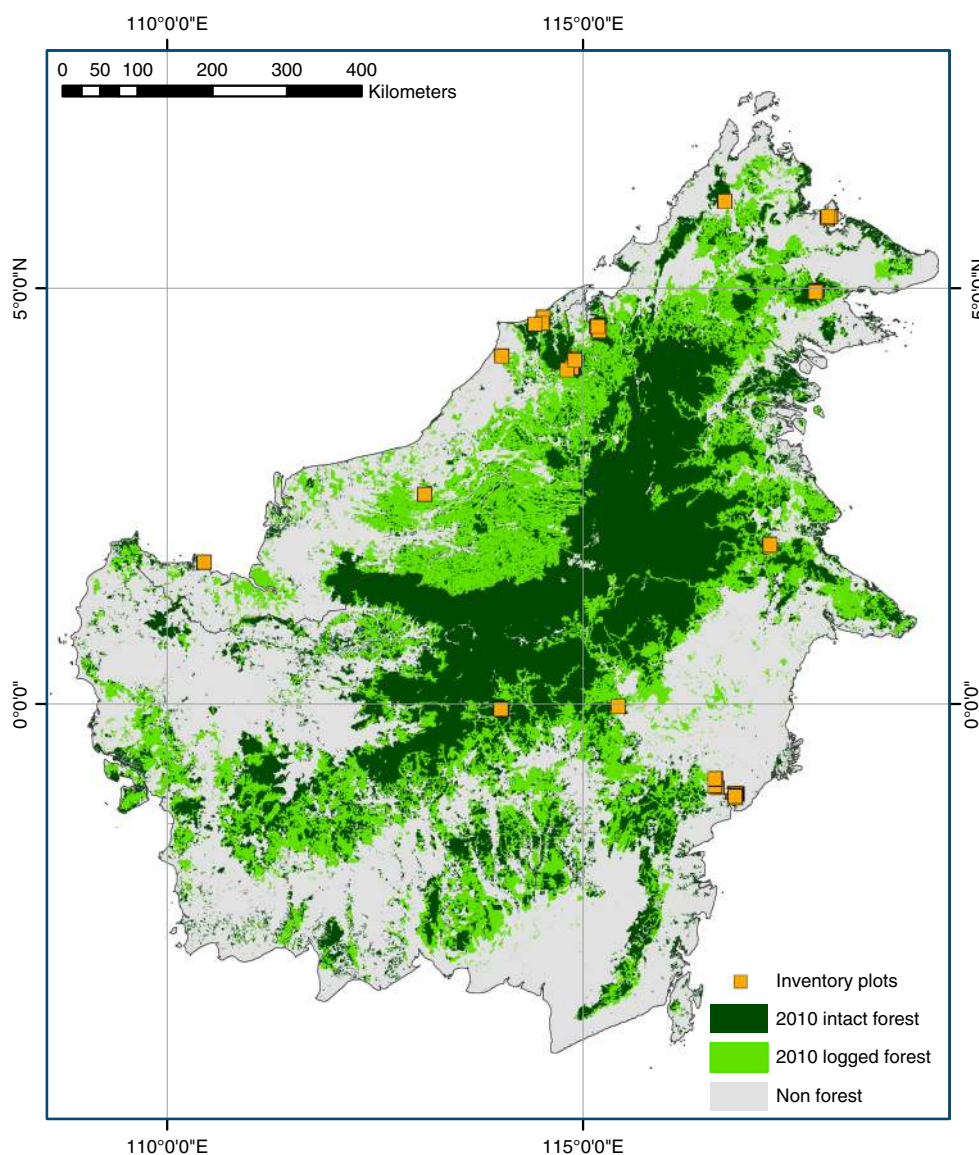 110°0'0"E 115°0'0"E
0 50 100 200 300 400
Kilometers
5°0'0"N 5°0'0"N
0°0'0" 0°0'0"
Inventory plots
2010 intact forest
2010 logged forest
Non forest
110°0'0"E 115°0'0"E